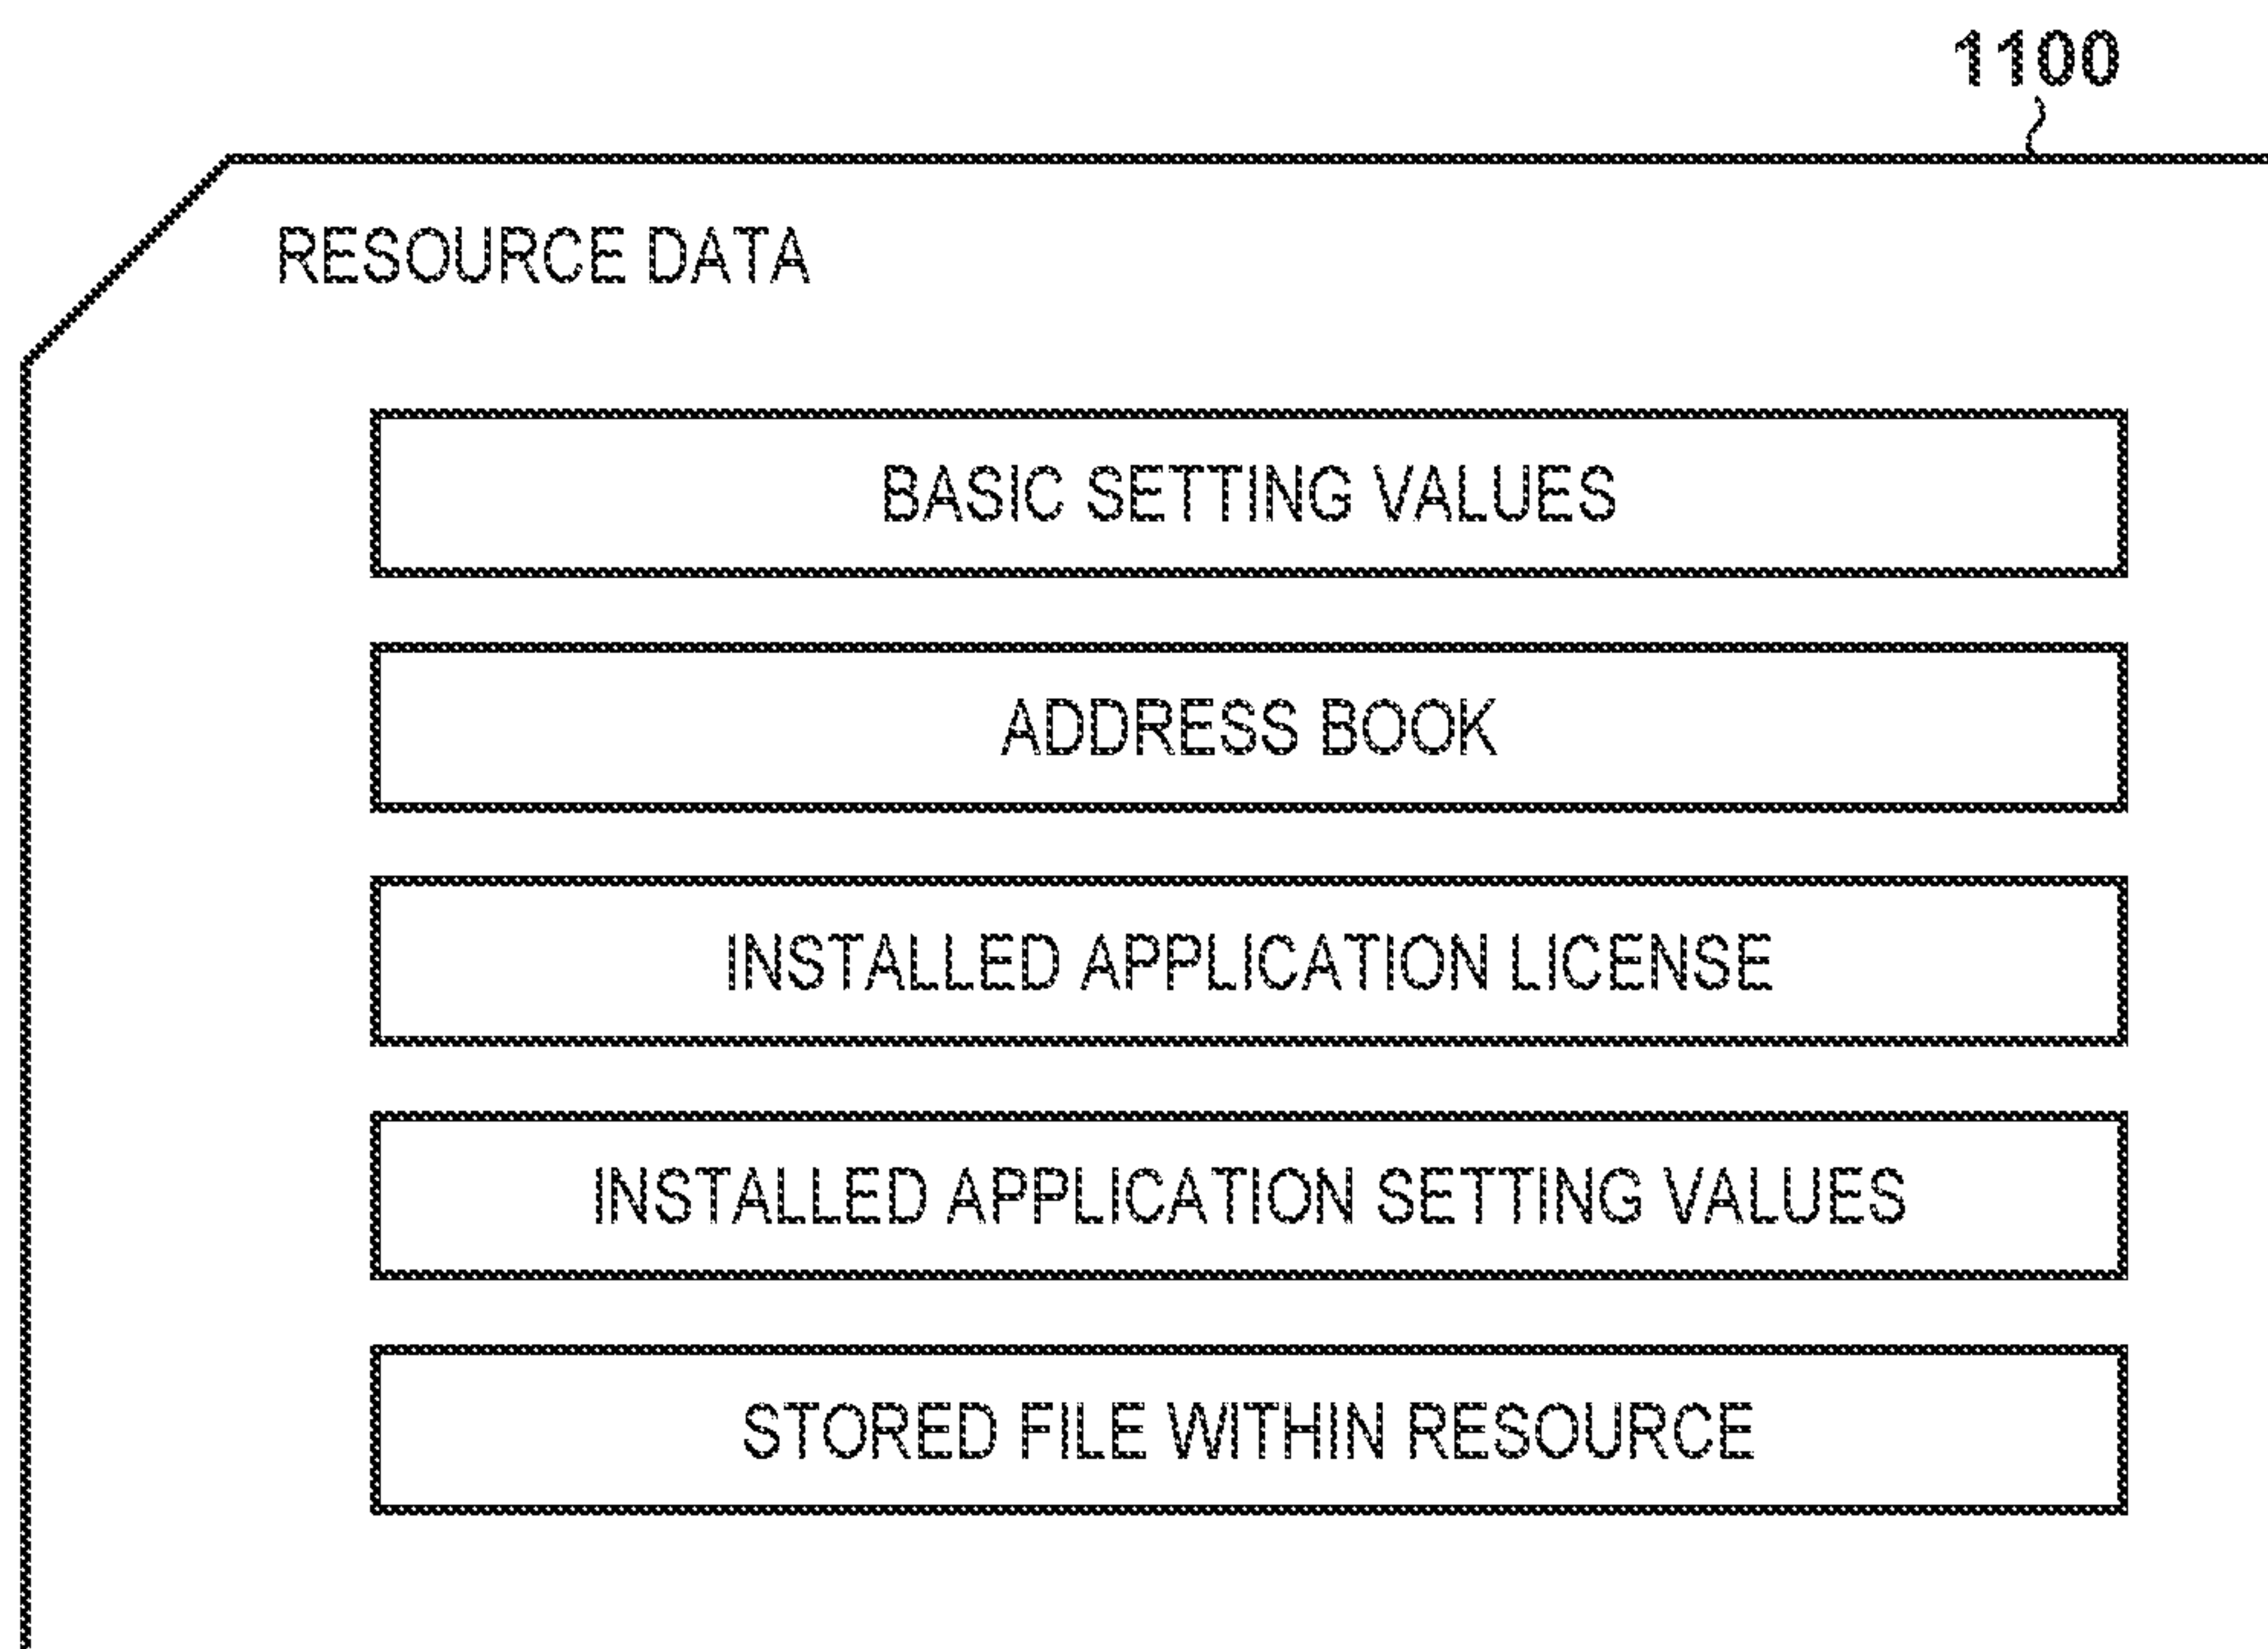 1100
RESOURCE DATA
BASIC SETTING VALUES
ADDRESS BOOK
INSTALLED APPLICATION LICENSE
INSTALLED APPLICATION SETTING VALUES
STORED FILE WITHIN RESOURCE